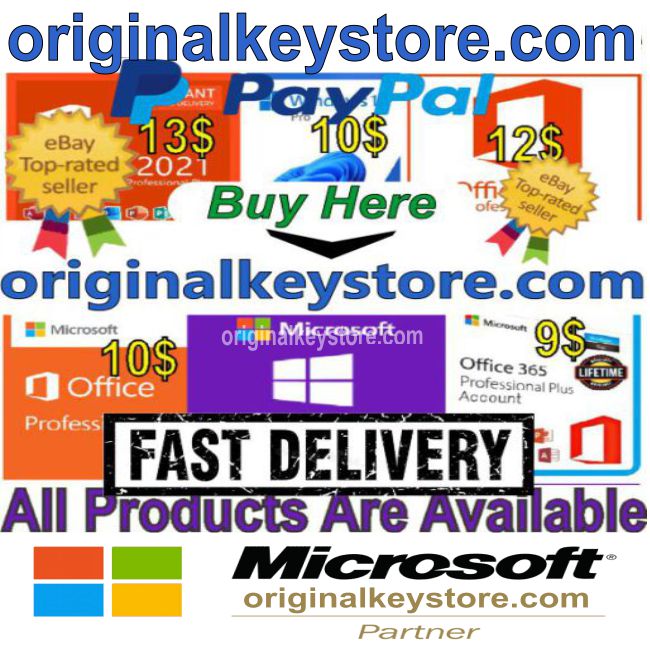 originalkeystore.com
PayPal
13$
10$
12$
2021
Pro
eBay
Top-rated
seller
eBay
Top-rated
seller
Buy Here
originalkeystore.com
Microsoft
Microsoft
Microsoft
originalkeystore.com
10$
9$
Office
Office 365
Professional Plus
Account
LIFETIME
FAST DELIVERY
All Products Are Available
Microsoft®
originalkeystore.com
Partner